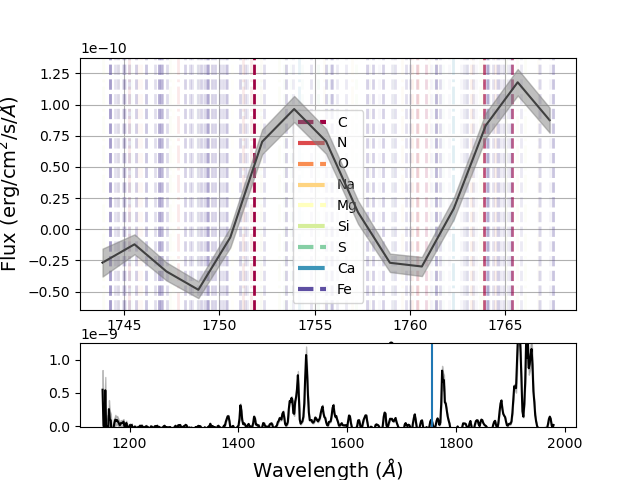 1e−10
1.25
1.00
0.75
0.50
0.25
0.00
−0.25
−0.50
Flux (erg/cm²/s/Å)
C
N
O
Na
Mg
Si
S
Ca
Fe
1745 1750 1755 1760 1765
1e−9
1.0
0.5
0.0
1200 1400 1600 1800 2000
Wavelength (Å)